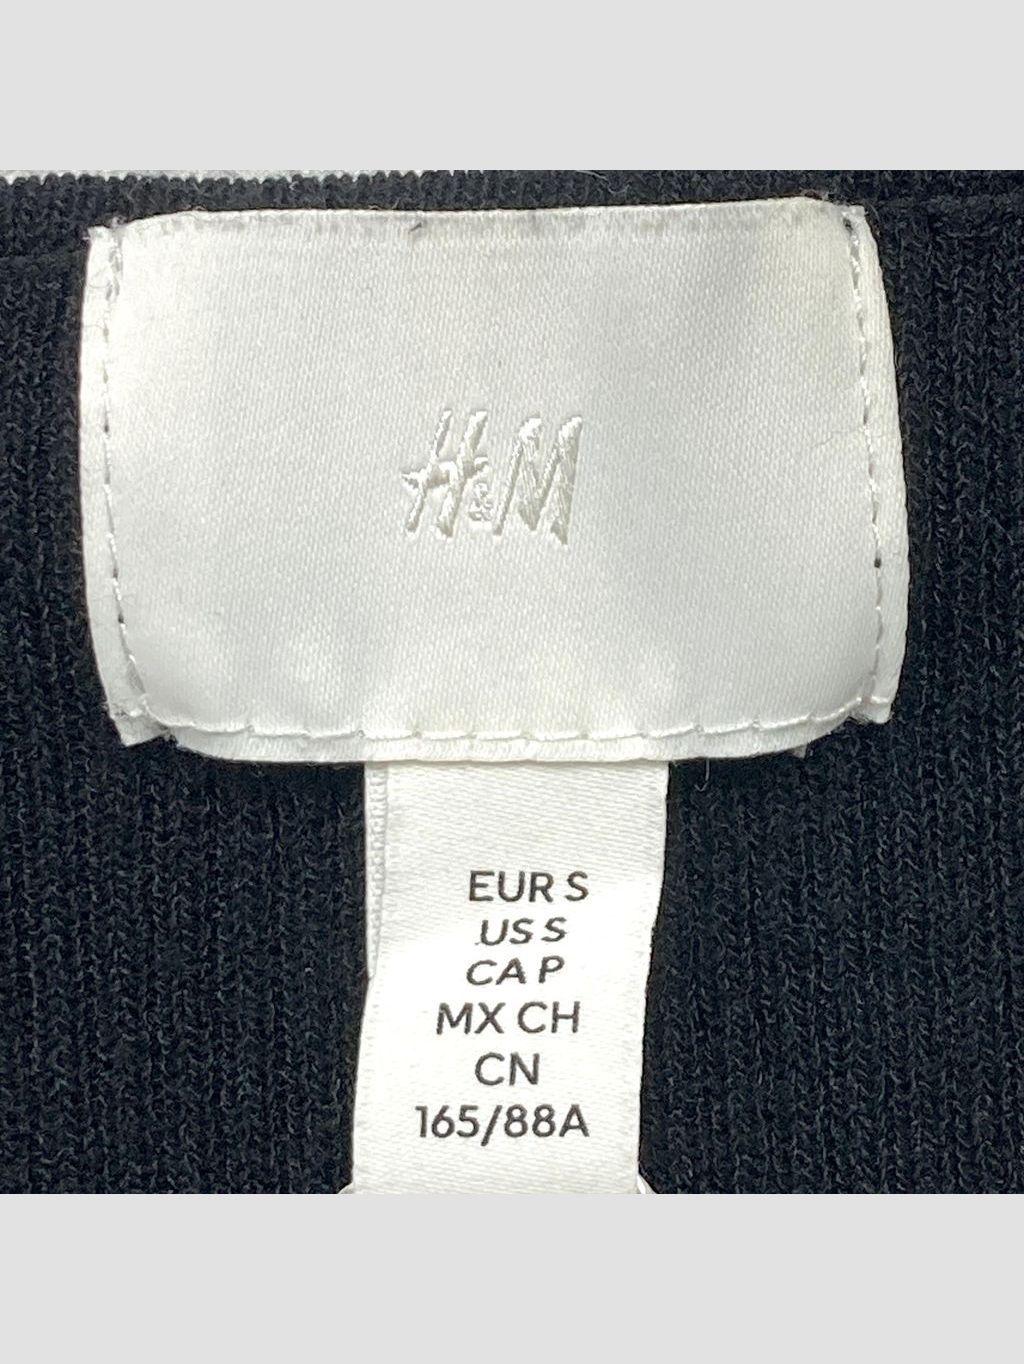 H&M
EUR S
US S
CA P
MX CH
CN
165/88A